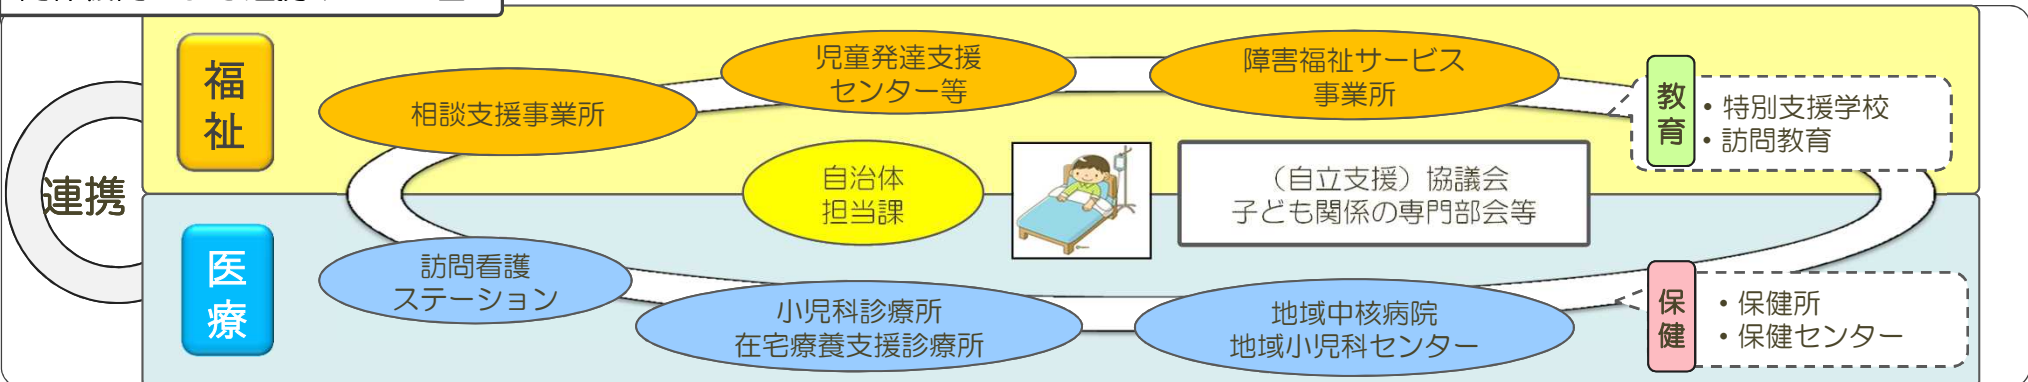 福祉
相談支援事業所
児童発達支援
センター等
障害福祉サービス
事業所
教育
・特別支援学校
・訪問教育
連携
自治体
担当課
（自立支援）協議会
子ども関係の専門部会等
医療
訪問看護
ステーション
小児科診療所
在宅療養支援診療所
地域中核病院
地域小児科センター
保健
・保健所
・保健センター